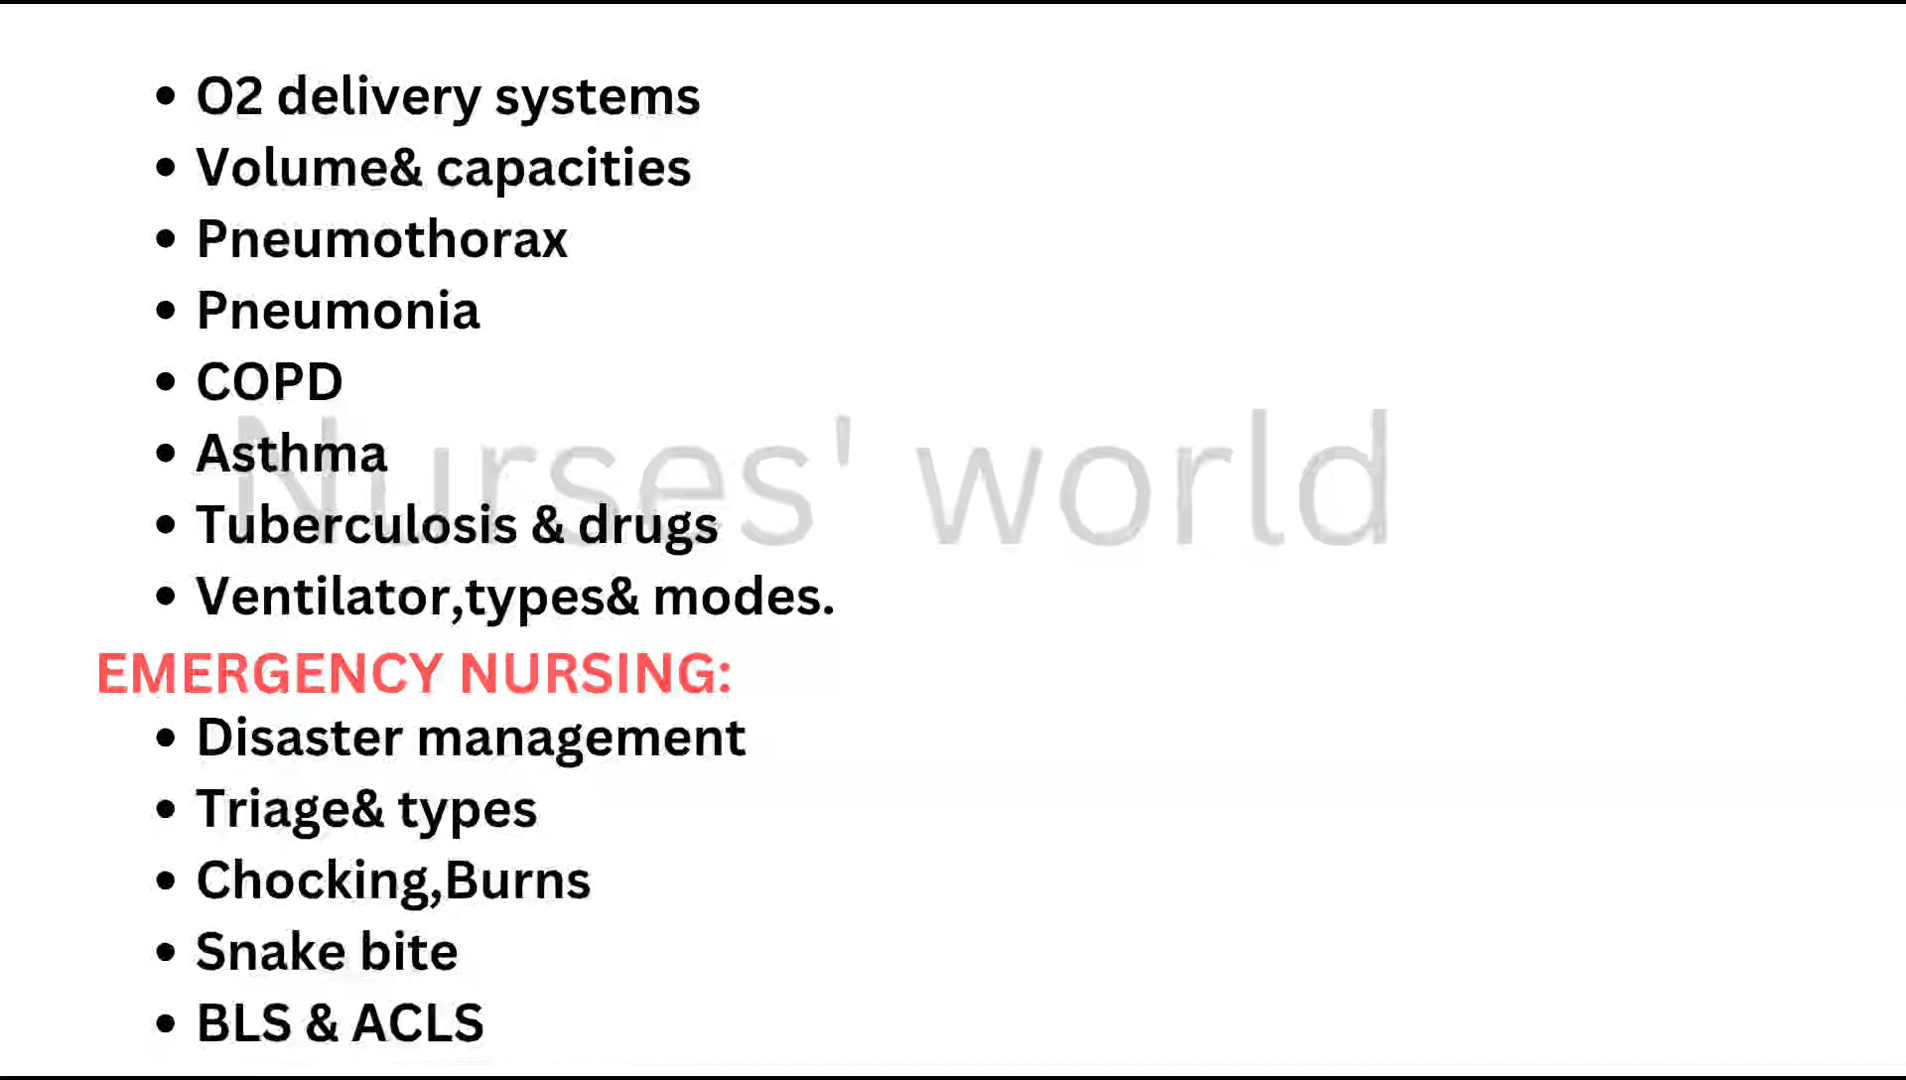 • O2 delivery systems
• Volume& capacities
• Pneumothorax
• Pneumonia
• COPD
• Asthma
Nurses' world
• Tuberculosis & drugs
• Ventilator,types& modes.
EMERGENCY NURSING:
• Disaster management
• Triage& types
• Chocking,Burns
• Snake bite
• BLS & ACLS